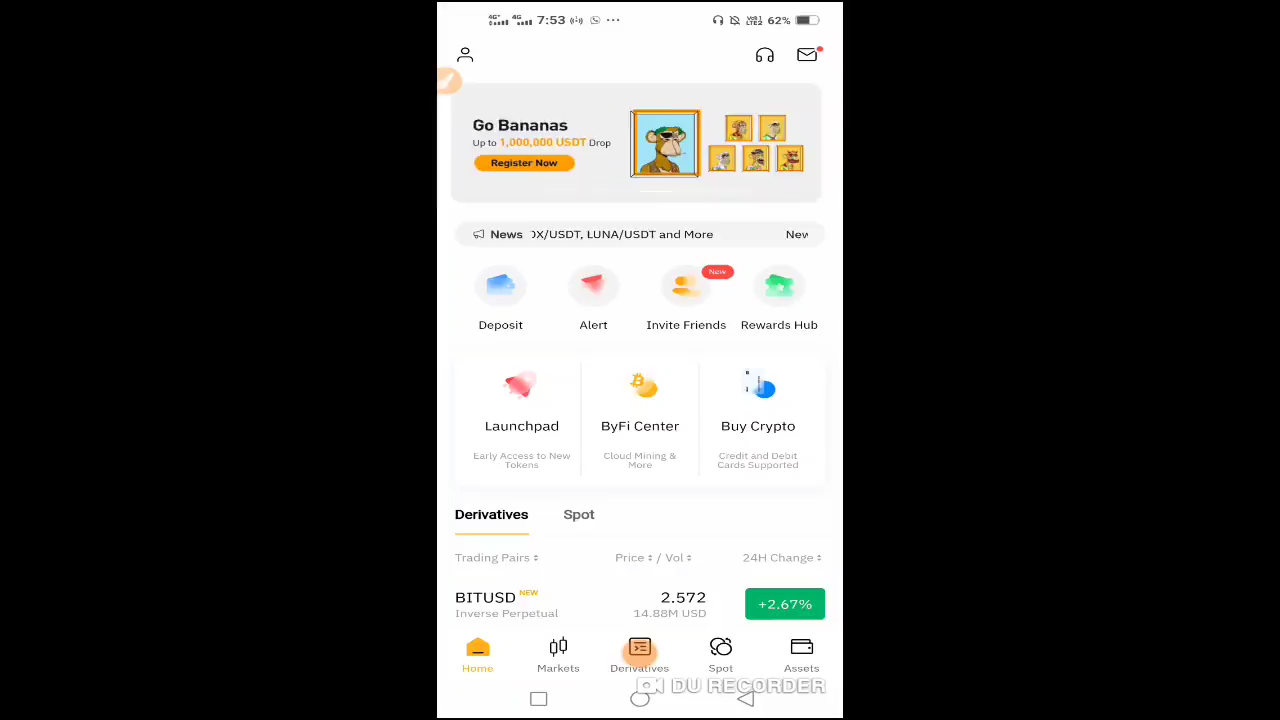 7:53 62%
Go Bananas
Up to 1,000,000 USDT Drop
Register Now
News OX/USDT, LUNA/USDT and More New
New
Deposit Alert Invite Friends Rewards Hub
Launchpad ByFi Center Buy Crypto
Early Access to New Tokens
Cloud Mining & More
Credit and Debit Cards Supported
Derivatives Spot
Trading Pairs Price / Vol 24H Change
BITUSD NEW 2.572 +2.67%
Inverse Perpetual 14.88M USD
Home Markets Derivatives Spot Assets
DU RECORDER